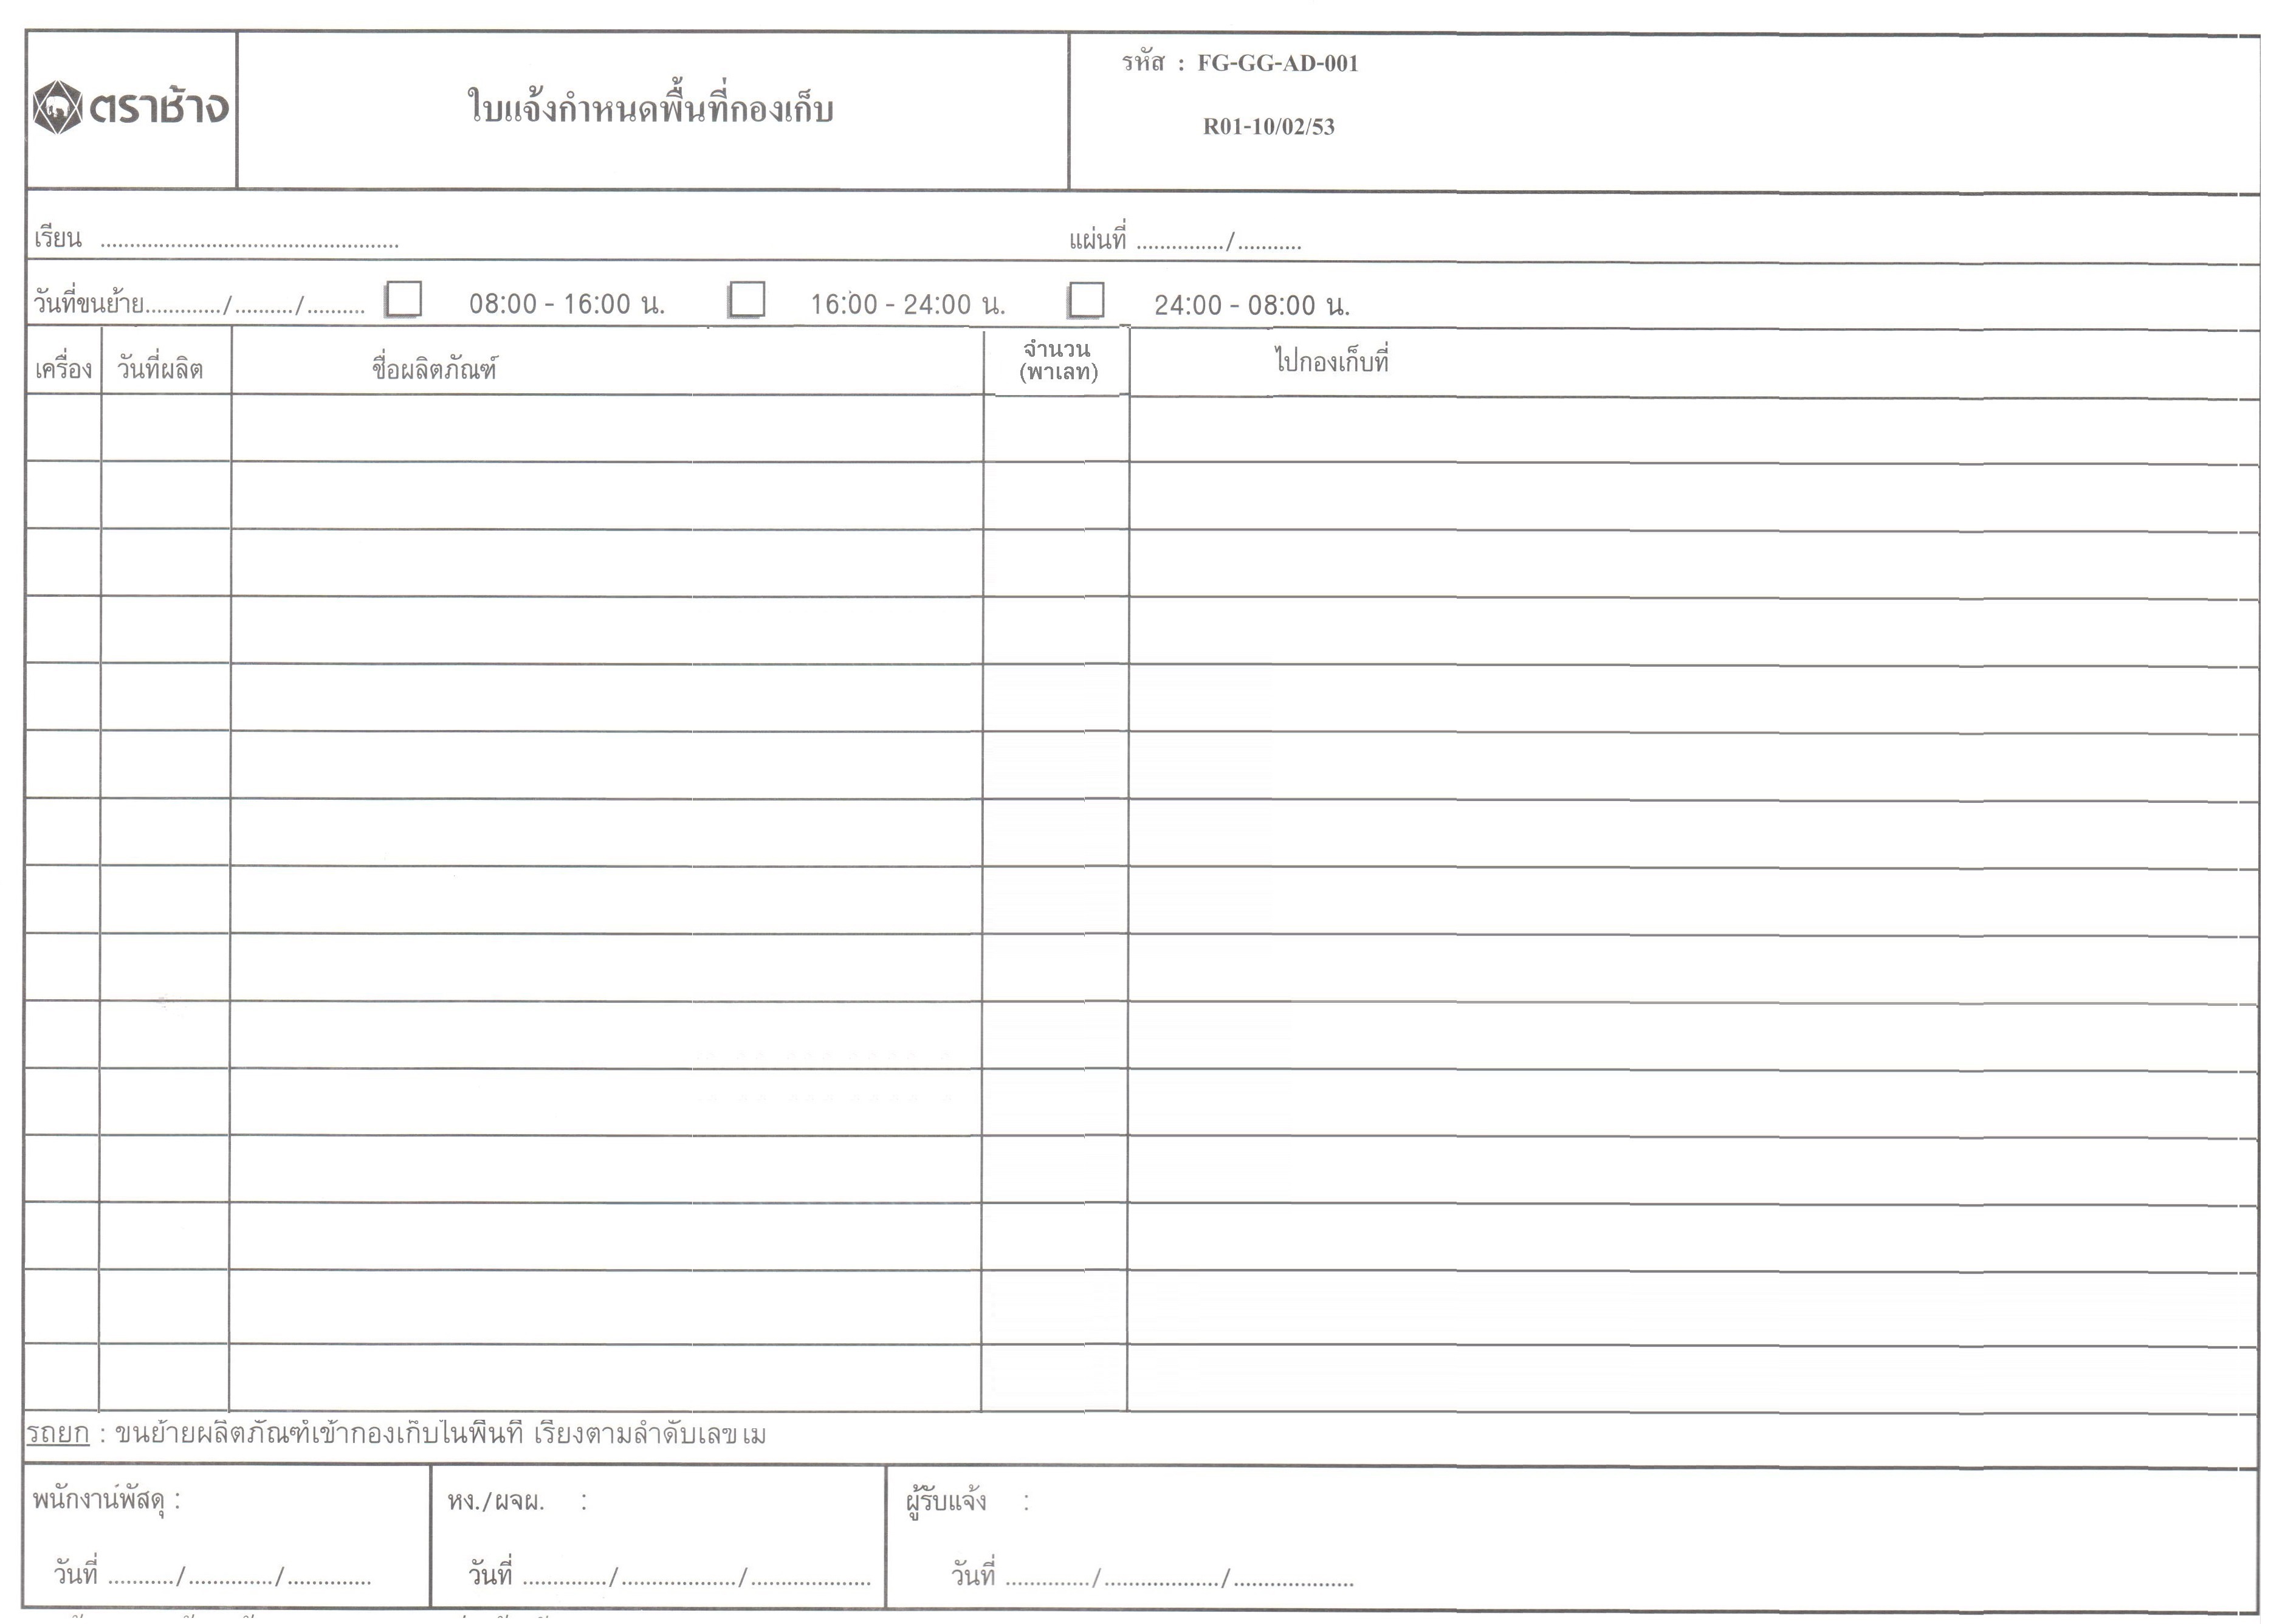 ตราช้าง
ใบแจ้งกำหนดพื้นที่กองเก็บ
รหัส : FG-GG-AD-001
R01-10/02/53
เรียน ................................................... แผ่นที่ .............../...........
วันที่ขนย้าย............./........../.......... 08:00 - 16:00 น. 16:00 - 24:00 น. 24:00 - 08:00 น.
เครื่อง วันที่ผลิต ชื่อผลิตภัณฑ์ จำนวน (พาเลท) ไปกองเก็บที่
รถยก : ขนย้ายผลิตภัณฑ์เข้ากองเก็บในพื้นที่ เรียงตามลำดับเลข
พนักงานพัสดุ : หง./ผจผ. : ผู้รับแจ้ง :
วันที่ .........../............../.............. วันที่ ............../.................../.................... วันที่ ............../.................../....................